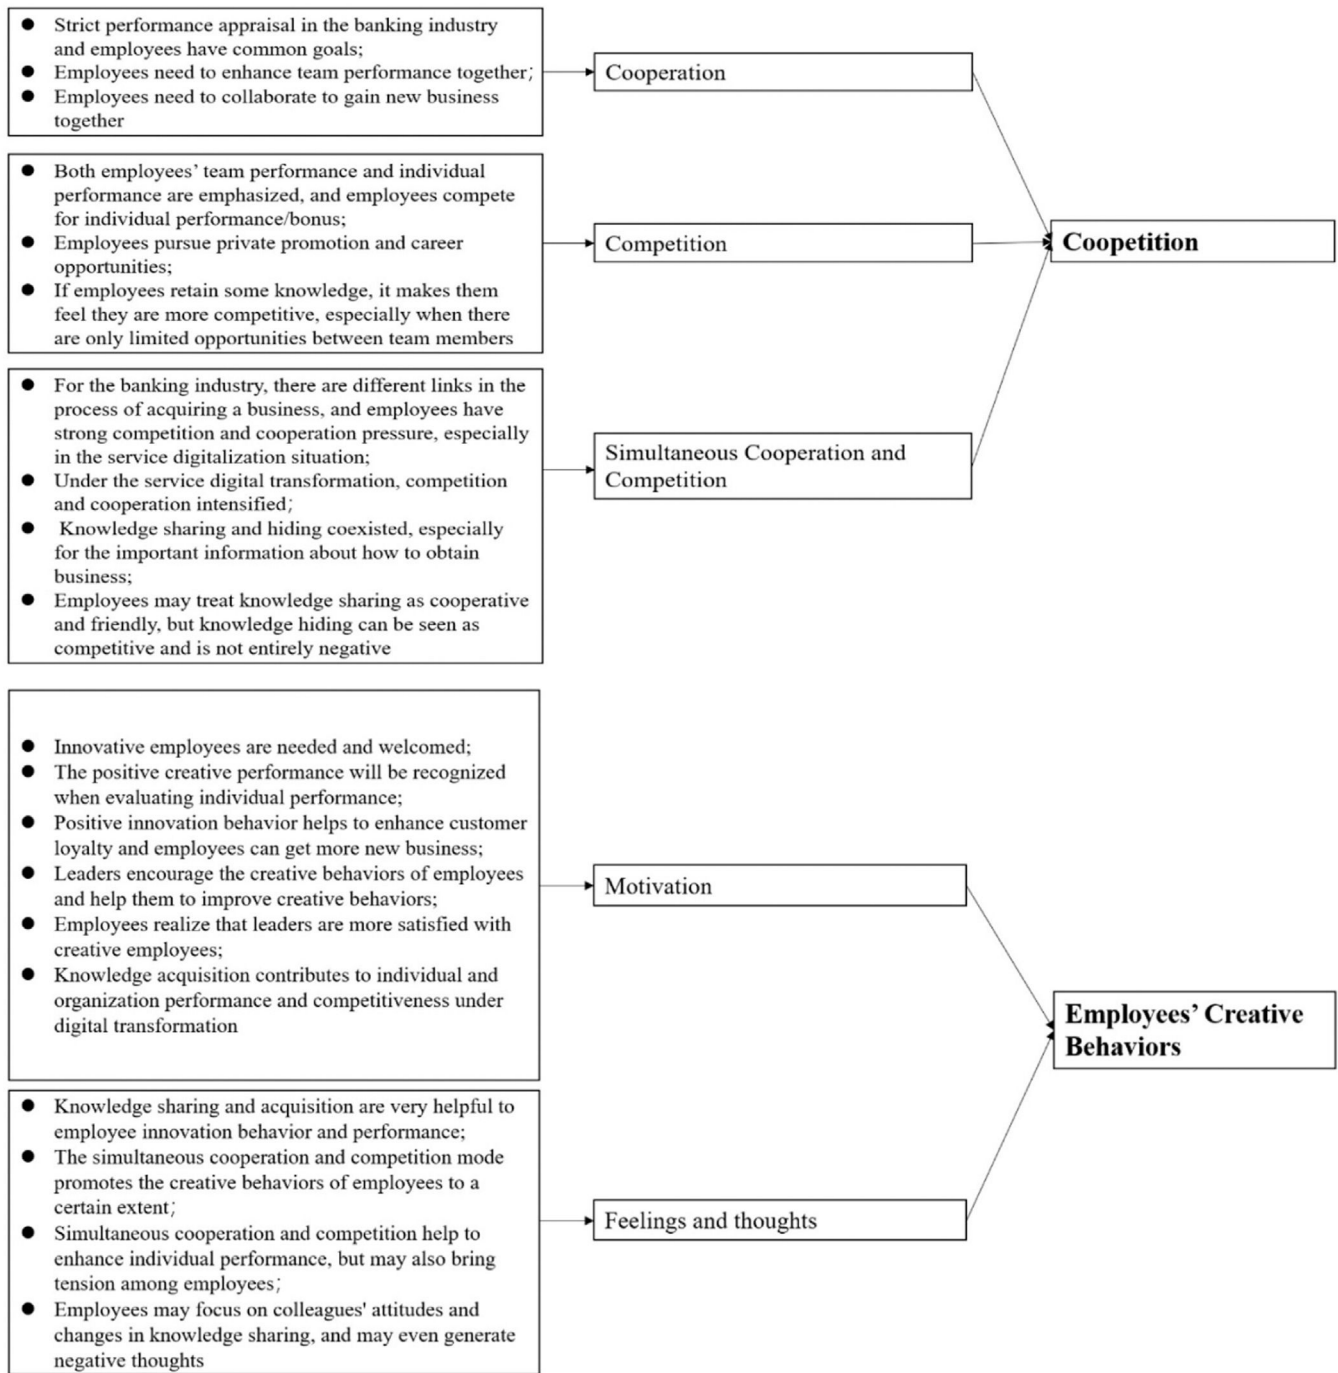 ● Strict performance appraisal in the banking industry
and employees have common goals;
● Employees need to enhance team performance together;
● Employees need to collaborate to gain new business
together
Cooperation
● Both employees' team performance and individual
performance are emphasized, and employees compete
for individual performance/bonus;
● Employees pursue private promotion and career
opportunities;
● If employees retain some knowledge, it makes them
feel they are more competitive, especially when there
are only limited opportunities between team members
Competition
● For the banking industry, there are different links in the
process of acquiring a business, and employees have
strong competition and cooperation pressure, especially
in the service digitalization situation;
● Under the service digital transformation, competition
and cooperation intensified;
● Knowledge sharing and hiding coexisted, especially
for the important information about how to obtain
business;
● Employees may treat knowledge sharing as cooperative
and friendly, but knowledge hiding can be seen as
competitive and is not entirely negative
Simultaneous Cooperation and
Competition
Coopetition
● Innovative employees are needed and welcomed;
● The positive creative performance will be recognized
when evaluating individual performance;
● Positive innovation behavior helps to enhance customer
loyalty and employees can get more new business;
● Leaders encourage the creative behaviors of employees
and help them to improve creative behaviors;
● Employees realize that leaders are more satisfied with
creative employees;
● Knowledge acquisition contributes to individual and
organization performance and competitiveness under
digital transformation
Motivation
● Knowledge sharing and acquisition are very helpful to
employee innovation behavior and performance;
● The simultaneous cooperation and competition mode
promotes the creative behaviors of employees to a
certain extent;
● Simultaneous cooperation and competition help to
enhance individual performance, but may also bring
tension among employees;
● Employees may focus on colleagues' attitudes and
changes in knowledge sharing, and may even generate
negative thoughts
Feelings and thoughts
Employees' Creative
Behaviors